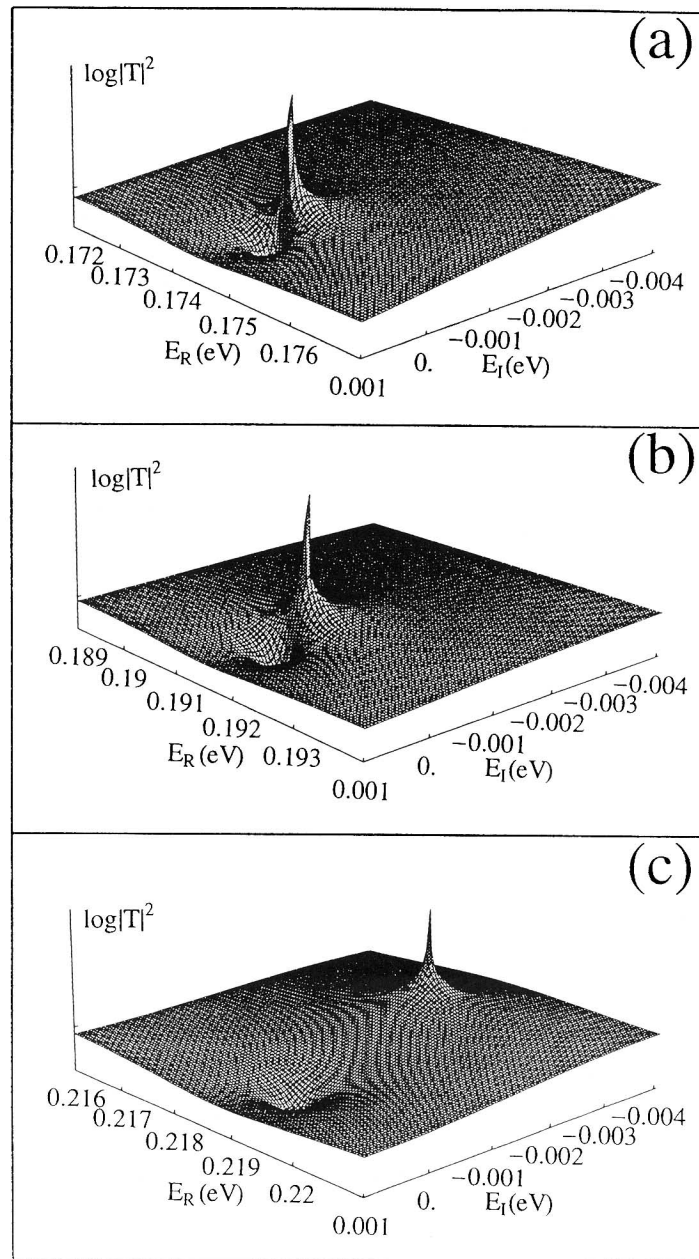 (a)
log|T|²
0.172
0.173
0.174
0.175
0.176
E_R(eV)
0.001
0.
−0.001
−0.002
−0.003
−0.004
E_I(eV)
(b)
log|T|²
0.189
0.19
0.191
0.192
0.193
E_R(eV)
0.001
0.
−0.001
−0.002
−0.003
−0.004
E_I(eV)
(c)
log|T|²
0.216
0.217
0.218
0.219
0.22
E_R(eV)
0.001
0.
−0.001
−0.002
−0.003
−0.004
E_I(eV)